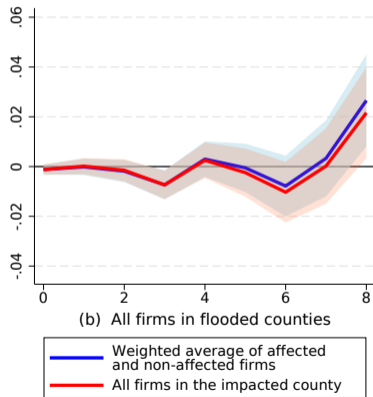 .06
.04
.02
0
-.02
-.04
0 2 4 6 8
(b) All firms in flooded counties
Weighted average of affected
and non-affected firms
All firms in the impacted county